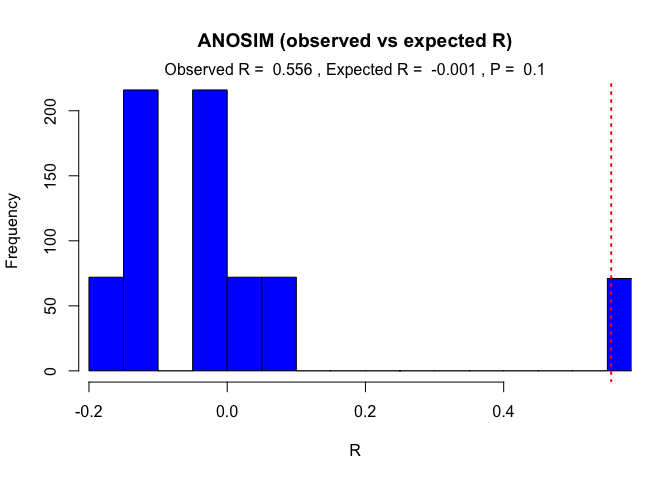 ANOSIM (observed vs expected R)
Observed R =  0.556 , Expected R =  -0.001 , P =  0.1
Frequency
200
150
100
50
0
-0.2 0.0 0.2 0.4
R